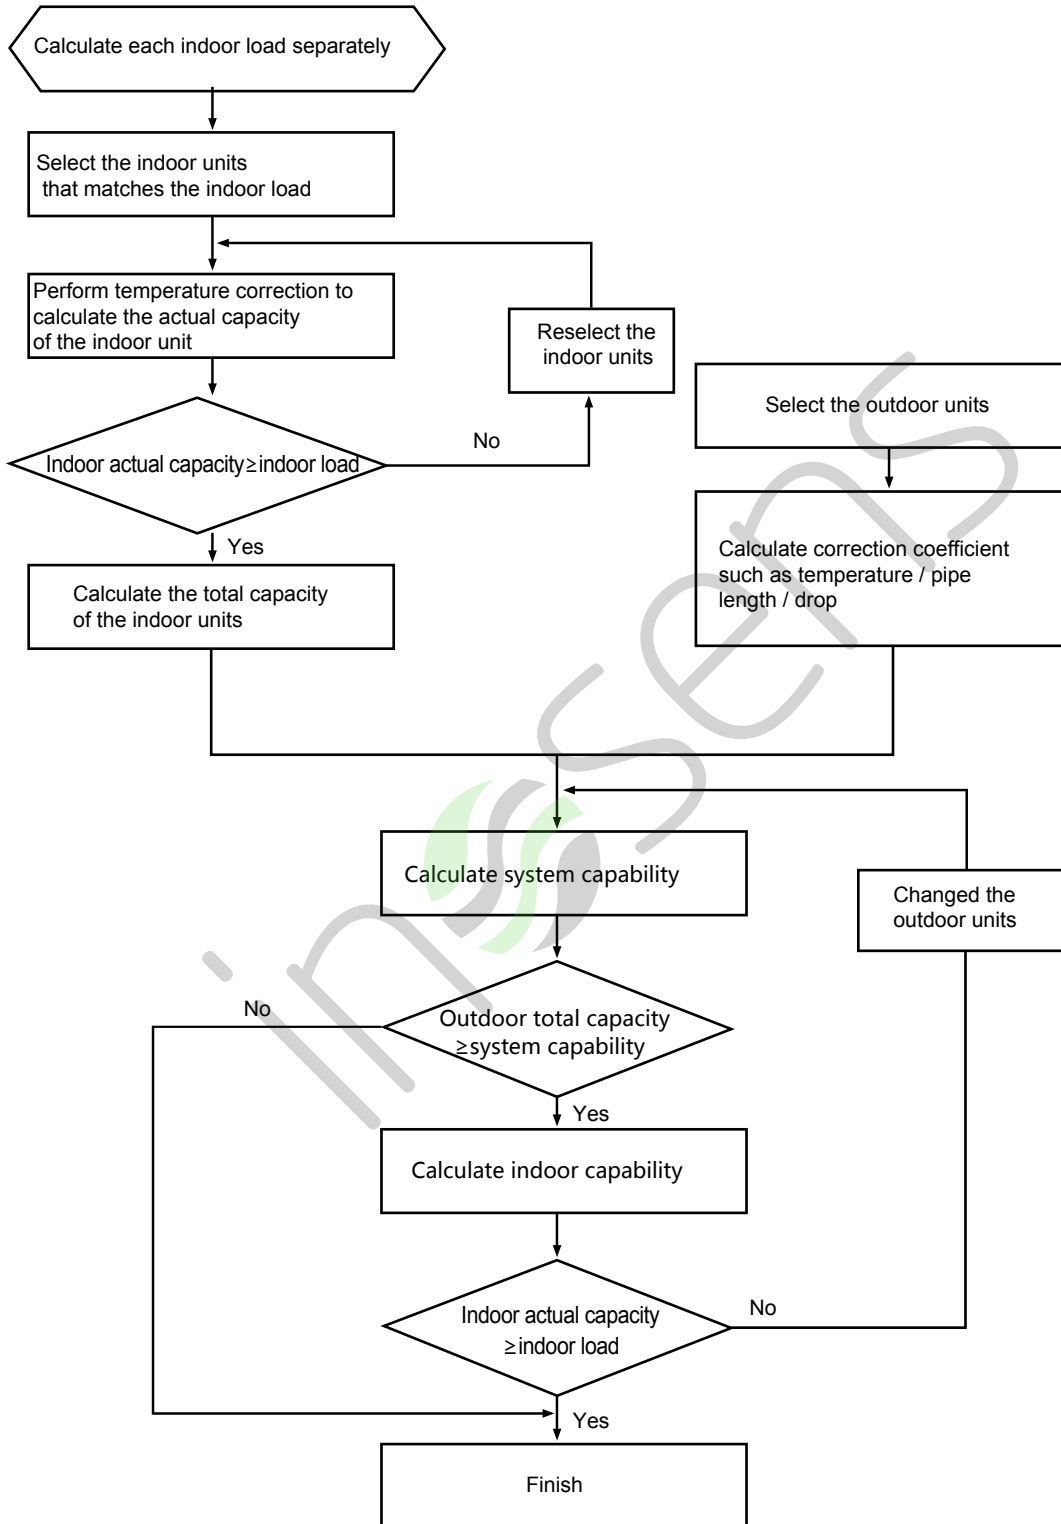 Calculate each indoor load separately
Select the indoor units
that matches the indoor load
Perform temperature correction to
calculate the actual capacity
of the indoor unit
Reselect the
indoor units
Indoor actual capacity≥indoor load
No
Yes
Calculate the total capacity
of the indoor units
Select the outdoor units
Calculate correction coefficient
such as temperature / pipe
length / drop
Calculate system capability
Changed the
outdoor units
No
Outdoor total capacity
≥system capability
Yes
Calculate indoor capability
Indoor actual capacity
≥indoor load
No
Yes
Finish
inssens